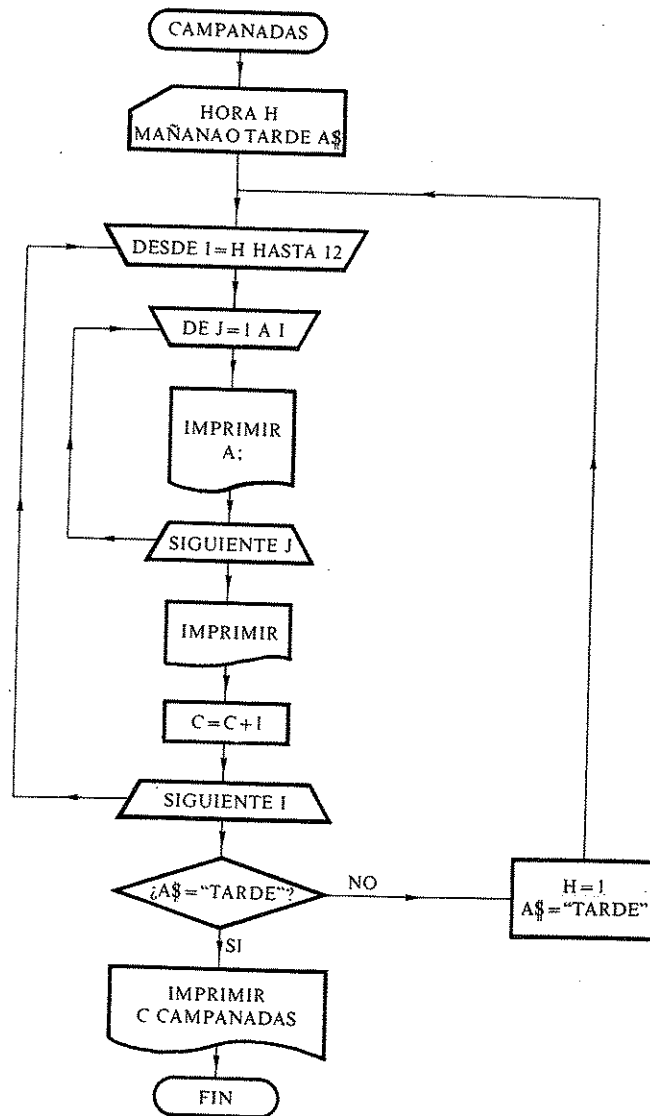 CAMPANADAS
HORA H
MAÑANA O TARDE A$
DESDE I=H HASTA 12
DE J=1 A I
IMPRIMIR
A;
SIGUIENTE J
IMPRIMIR
C=C+I
SIGUIENTE I
¿A$="TARDE"?
NO
H=1
A$="TARDE"
SI
IMPRIMIR
C CAMPANADAS
FIN